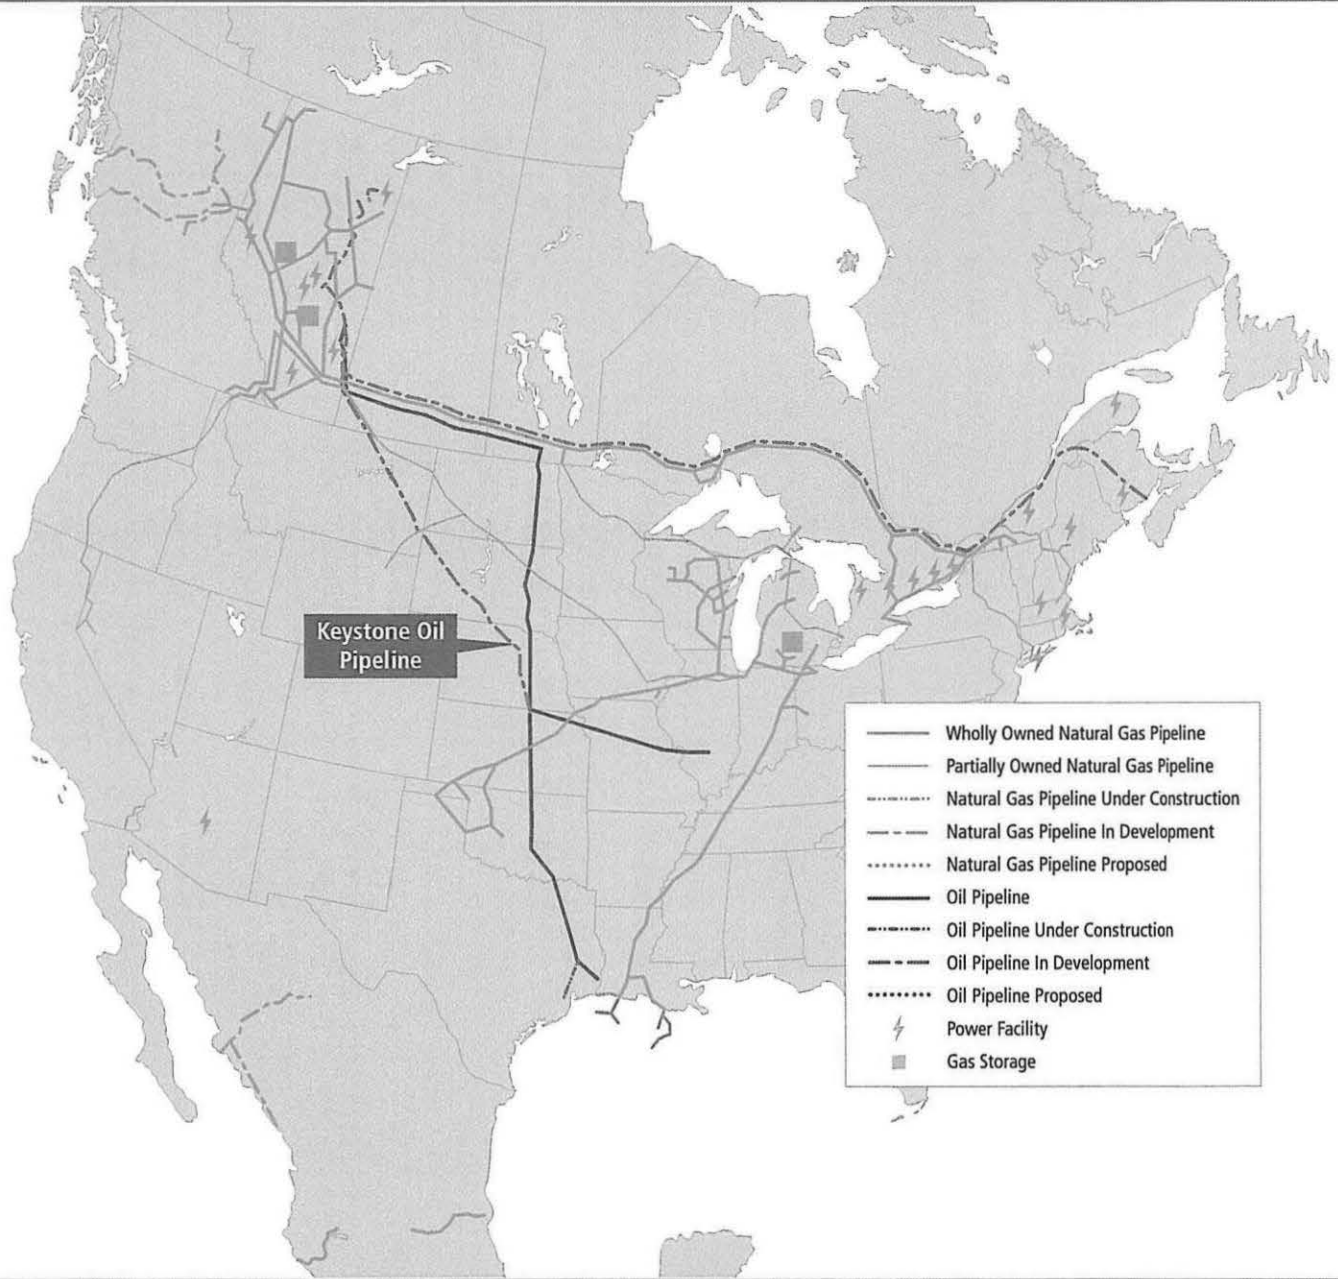 Keystone Oil
Pipeline
Wholly Owned Natural Gas Pipeline
Partially Owned Natural Gas Pipeline
Natural Gas Pipeline Under Construction
Natural Gas Pipeline In Development
Natural Gas Pipeline Proposed
Oil Pipeline
Oil Pipeline Under Construction
Oil Pipeline In Development
Oil Pipeline Proposed
Power Facility
Gas Storage